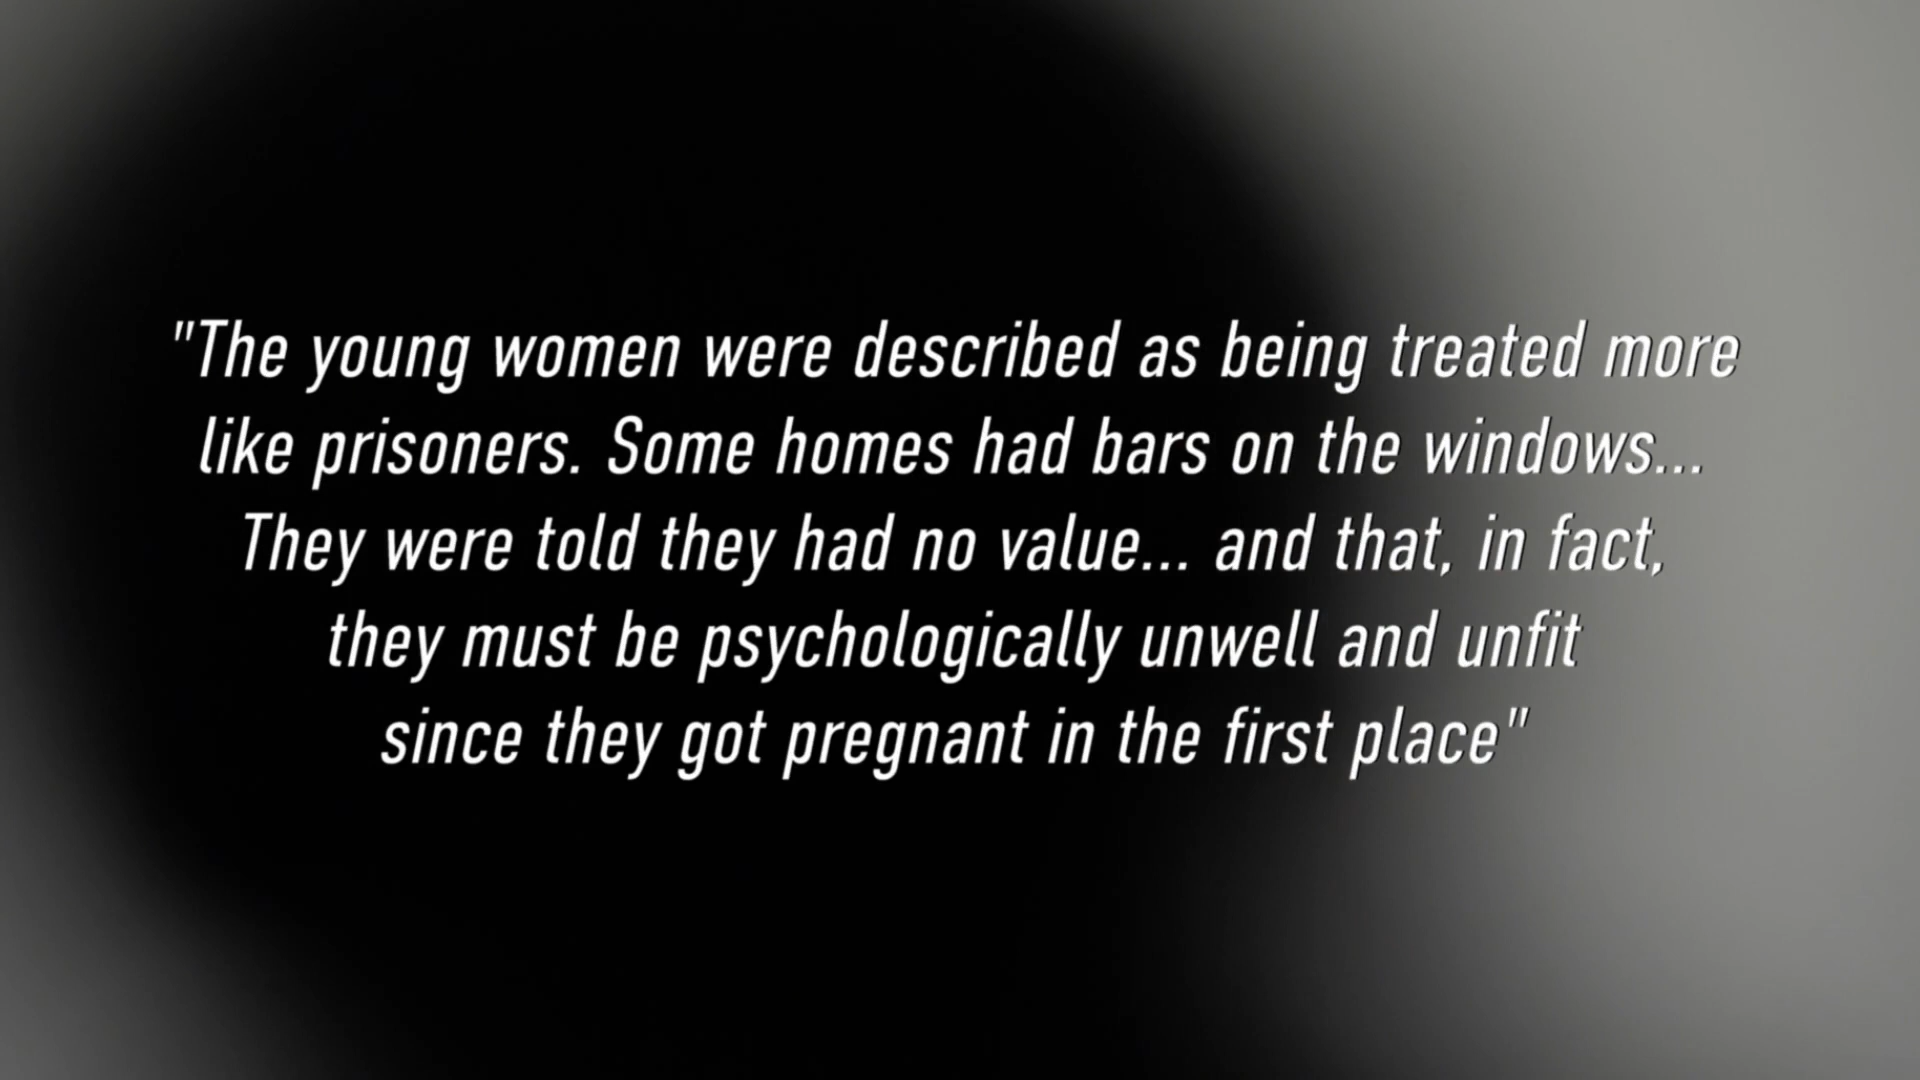 "The young women were described as being treated more
like prisoners. Some homes had bars on the windows...
They were told they had no value... and that, in fact,
they must be psychologically unwell and unfit
since they got pregnant in the first place"